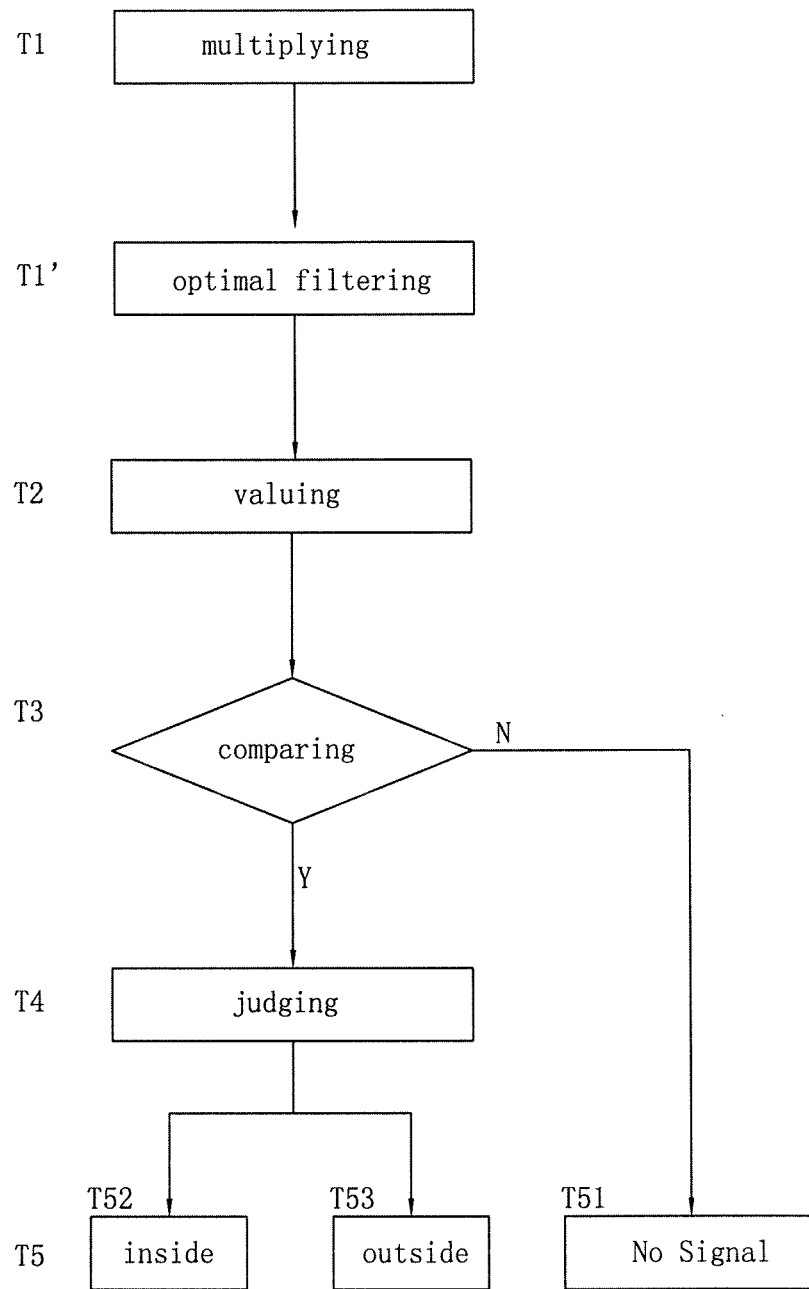 T1 multiplying
T1' optimal filtering
T2 valuing
T3 comparing N
Y
T4 judging
T52 T53 T51
T5 inside outside No Signal